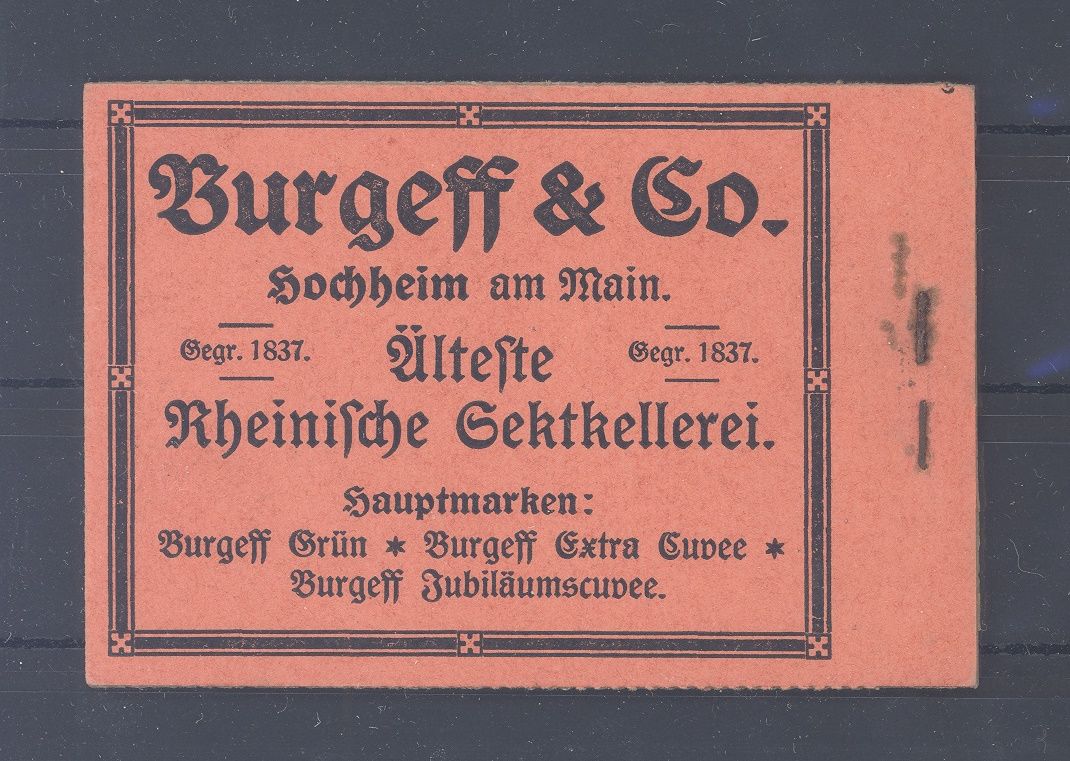 Burgeff & Co.
Hochheim am Main.
Gegr. 1837. Älteſte Gegr. 1837.
Rheiniſche Sektkellerei.
Hauptmarken:
Burgeff Grün * Burgeff Extra Cuvee *
Burgeff Jubiläumscuvee.